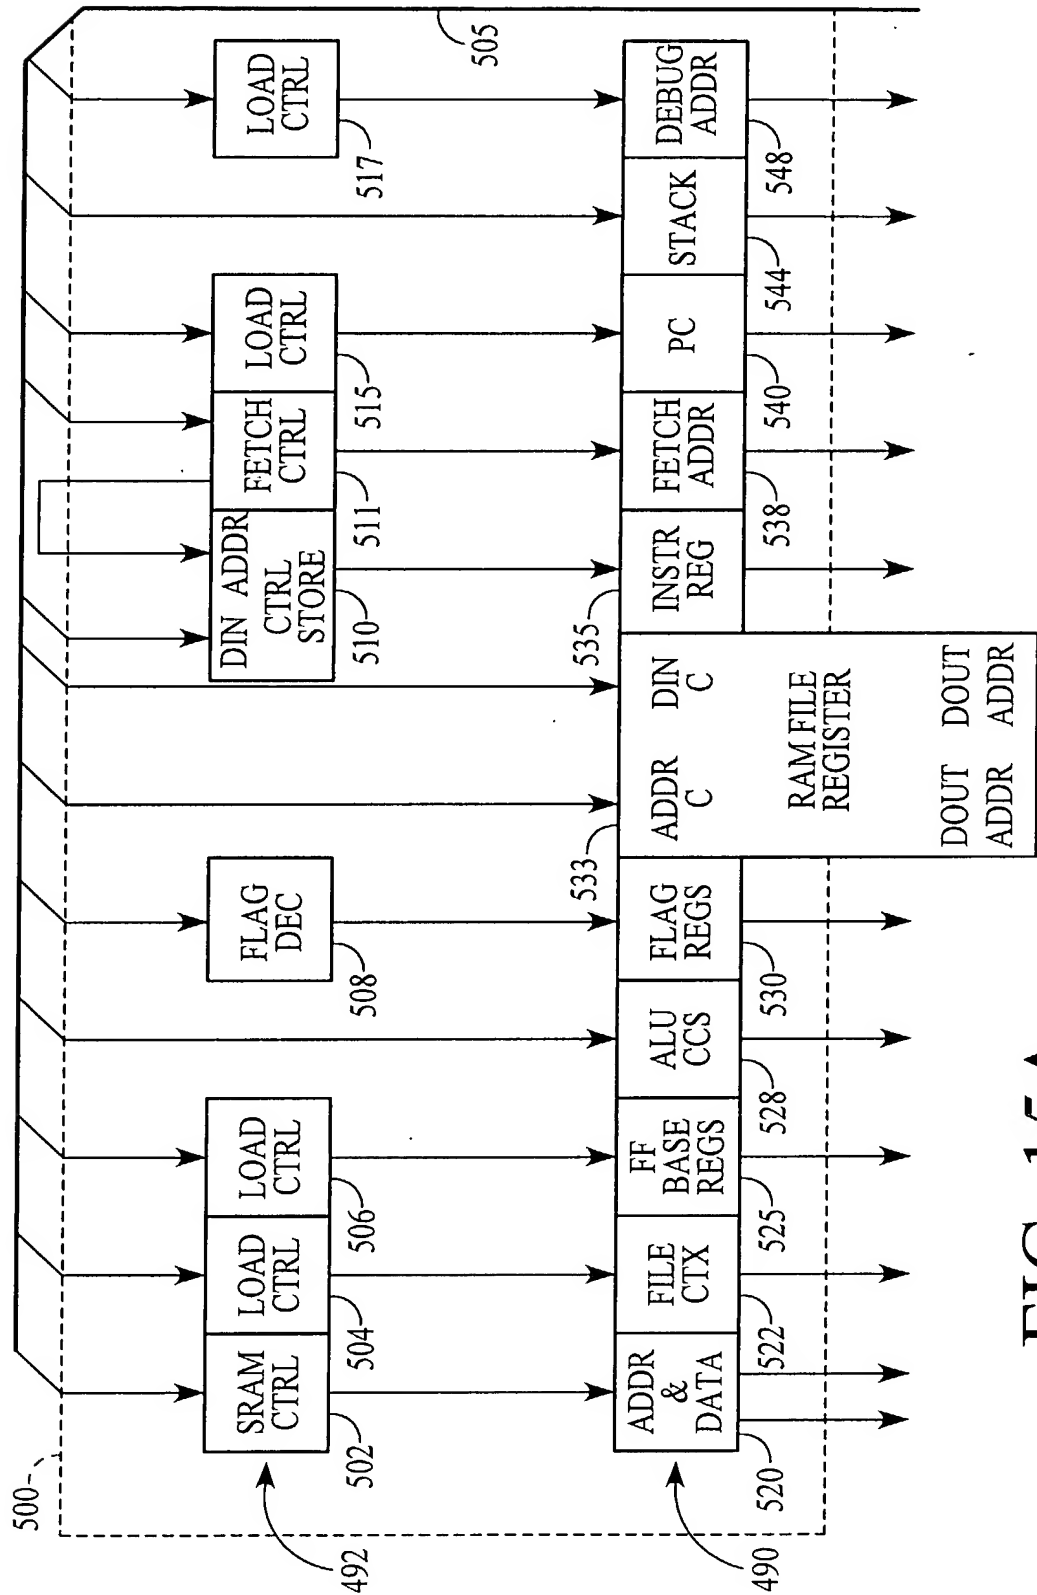 500
505
492
SRAM
CTRL
502
LOAD
CTRL
504
LOAD
CTRL
506
FLAG
DEC
508
DIN ADDR
CTRL
STORE
510
FETCH
CTRL
511
LOAD
CTRL
515
LOAD
CTRL
517
490
ADDR
&
DATA
520
FILE
CTX
522
FF
BASE
REGS
525
ALU
CCS
528
FLAG
REGS
530
533
ADDR DIN
C C
RAM FILE
REGISTER
DOUT DOUT
ADDR ADDR
535
INSTR
REG
FETCH
ADDR
538
PC
540
STACK
544
DEBUG
ADDR
548
FIG. 15A